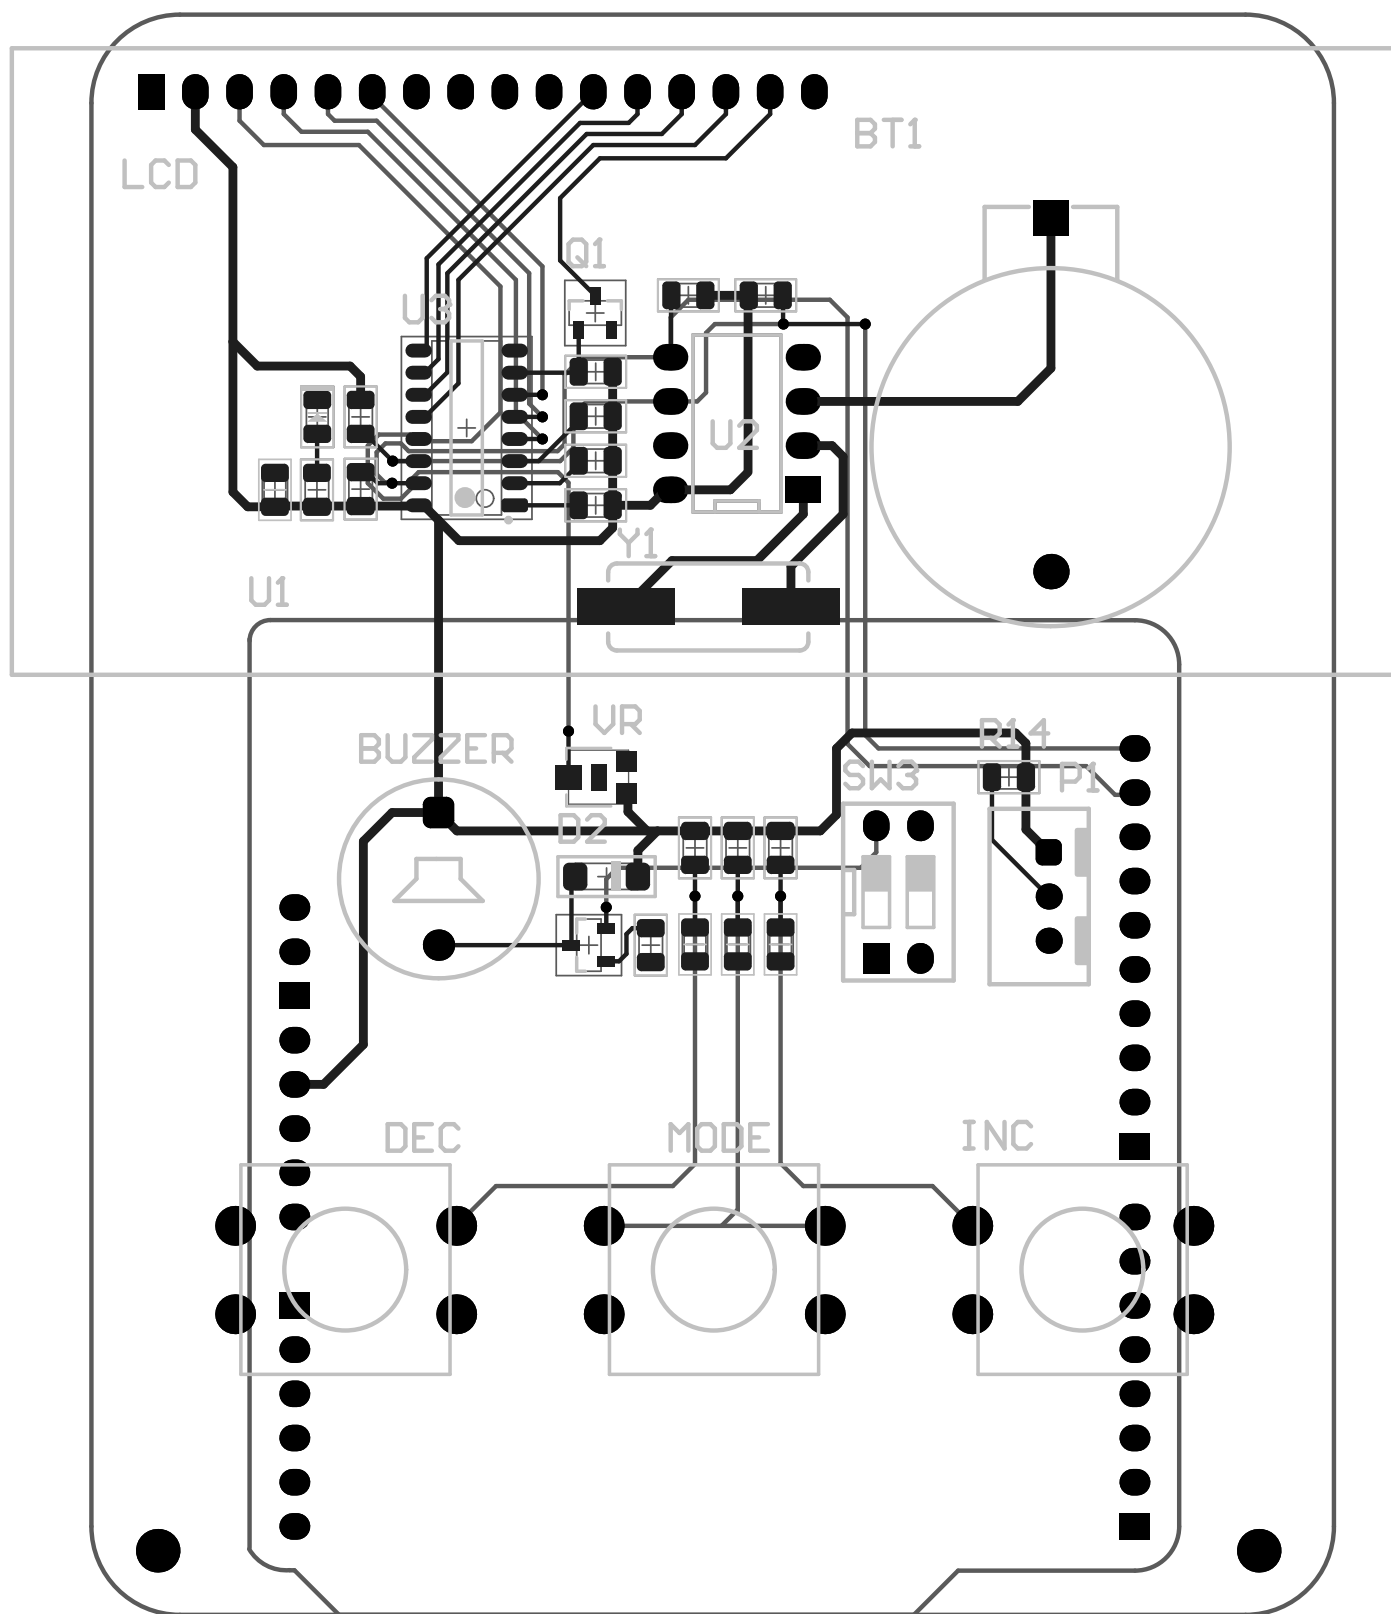 BT1
LCD
Q1
U3
U2
Y1
U1
VR
BUZZER
R14
SW3
P1
D2
DEC
MODE
INC